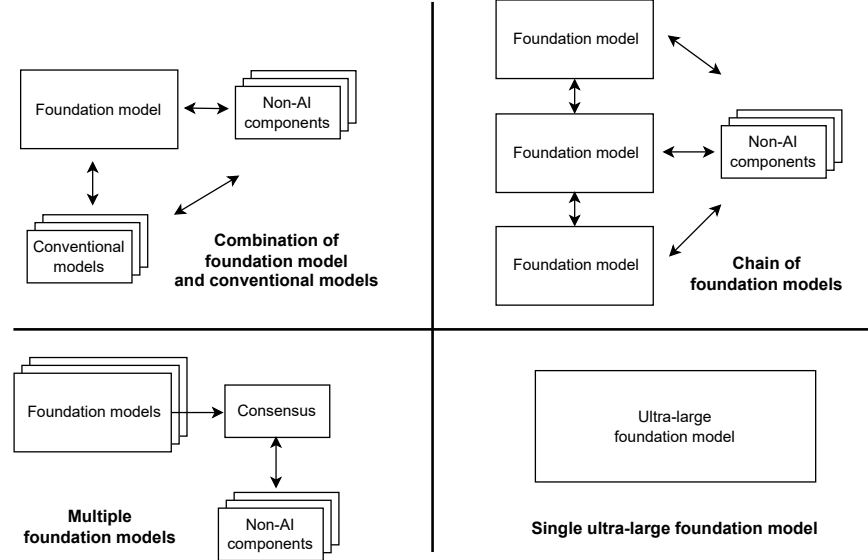 Foundation model
Non-AI
components
Conventional
models
Combination of
foundation model
and conventional models
Foundation model
Foundation model
Non-AI
components
Foundation model
Chain of
foundation models
Foundation models
Consensus
Non-AI
components
Multiple
foundation models
Ultra-large
foundation model
Single ultra-large foundation model